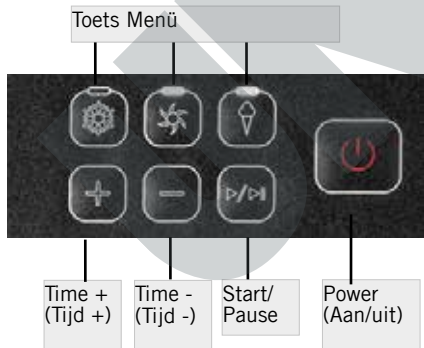 Toets Menü
Time +
(Tijd +)
Time -
(Tijd -)
Start/
Pause
Power
(Aan/uit)